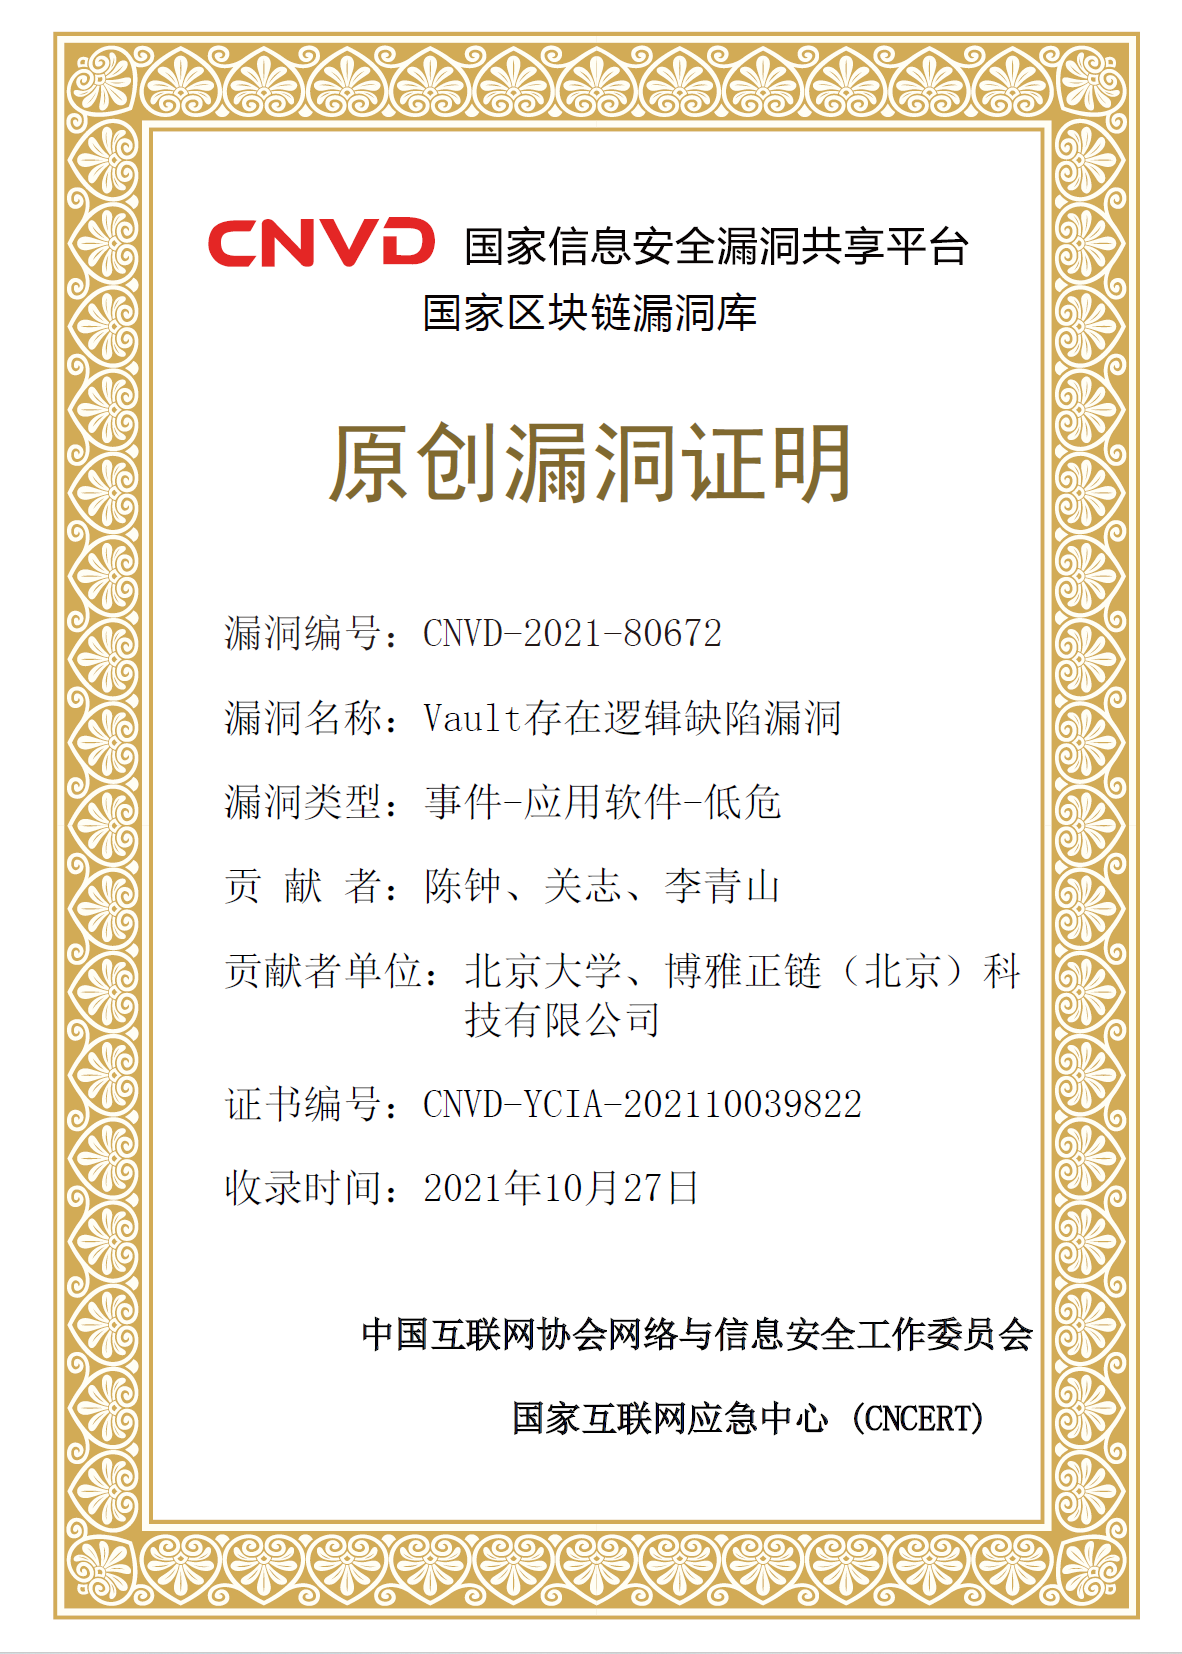 CNVD 国家信息安全漏洞共享平台
国家区块链漏洞库
原创漏洞证明
漏洞编号：CNVD-2021-80672
漏洞名称：Vault存在逻辑缺陷漏洞
漏洞类型：事件-应用软件-低危
贡 献 者：陈钟、关志、李青山
贡献者单位：北京大学、博雅正链（北京）科
技有限公司
证书编号：CNVD-YCIA-202110039822
收录时间：2021年10月27日
中国互联网协会网络与信息安全工作委员会
国家互联网应急中心 (CNCERT)